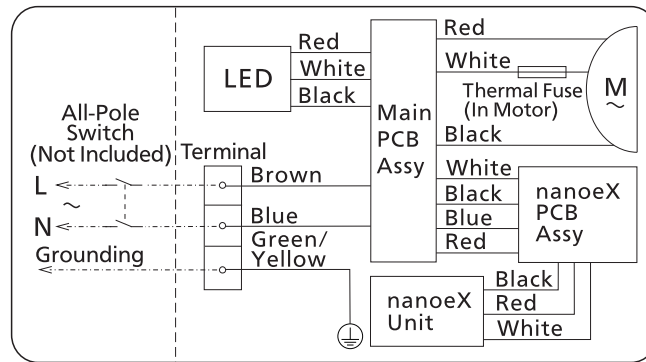 Red
White
Black
LED
Main
PCB
Assy
Red
White
Thermal Fuse
(In Motor)
Black
M
~
All-Pole
Switch
(Not Included)
Terminal
L
~
N
Grounding
Brown
Blue
Green/
Yellow
White
Black
Blue
Red
nanoeX
PCB
Assy
nanoeX
Unit
Black
Red
White